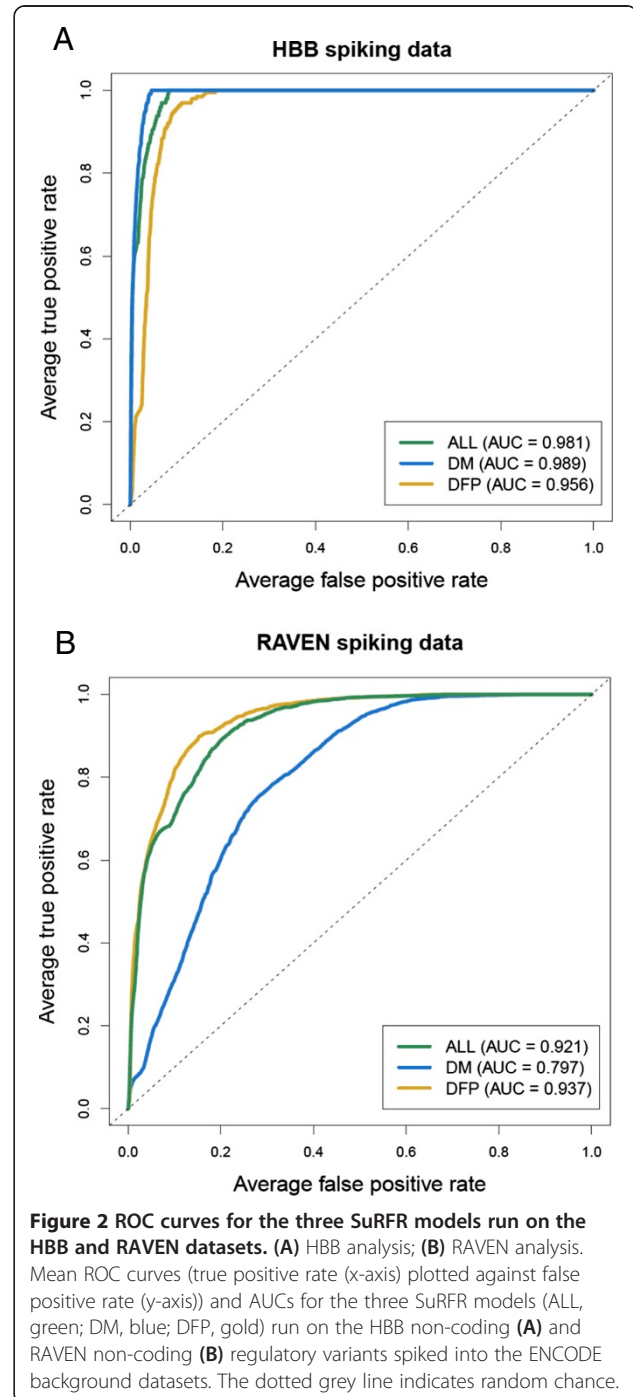 A
HBB spiking data
Average true positive rate
1.0
0.8
0.6
0.4
0.2
0.0
ALL (AUC = 0.981)
DM (AUC = 0.989)
DFP (AUC = 0.956)
0.0 0.2 0.4 0.6 0.8 1.0
Average false positive rate
B
RAVEN spiking data
Average true positive rate
1.0
0.8
0.6
0.4
0.2
0.0
ALL (AUC = 0.921)
DM (AUC = 0.797)
DFP (AUC = 0.937)
0.0 0.2 0.4 0.6 0.8 1.0
Average false positive rate
Figure 2 ROC curves for the three SuRFR models run on the
HBB and RAVEN datasets. (A) HBB analysis; (B) RAVEN analysis.
Mean ROC curves (true positive rate (x-axis) plotted against false
positive rate (y-axis)) and AUCs for the three SuRFR models (ALL,
green; DM, blue; DFP, gold) run on the HBB non-coding (A) and
RAVEN non-coding (B) regulatory variants spiked into the ENCODE
background datasets. The dotted grey line indicates random chance.